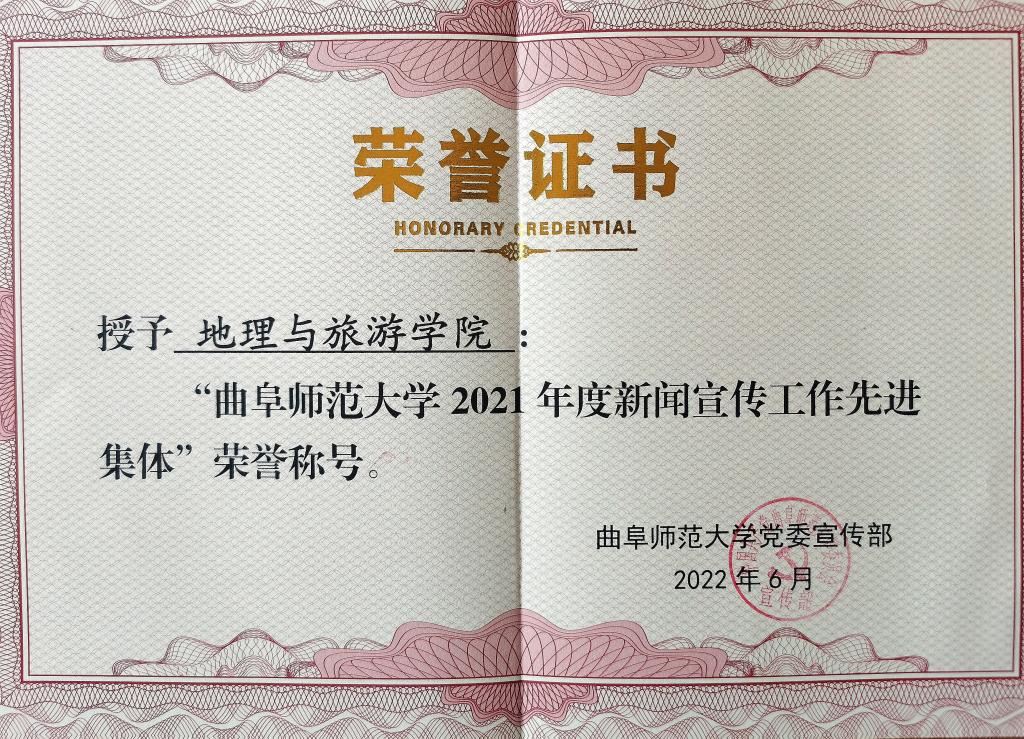 荣誉证书
HONORARY CREDENTIAL
授予 地理与旅游学院：
“曲阜师范大学2021年度新闻宣传工作先进
集体”荣誉称号。
曲阜师范大学党委宣传部
2022年6月
宣传部